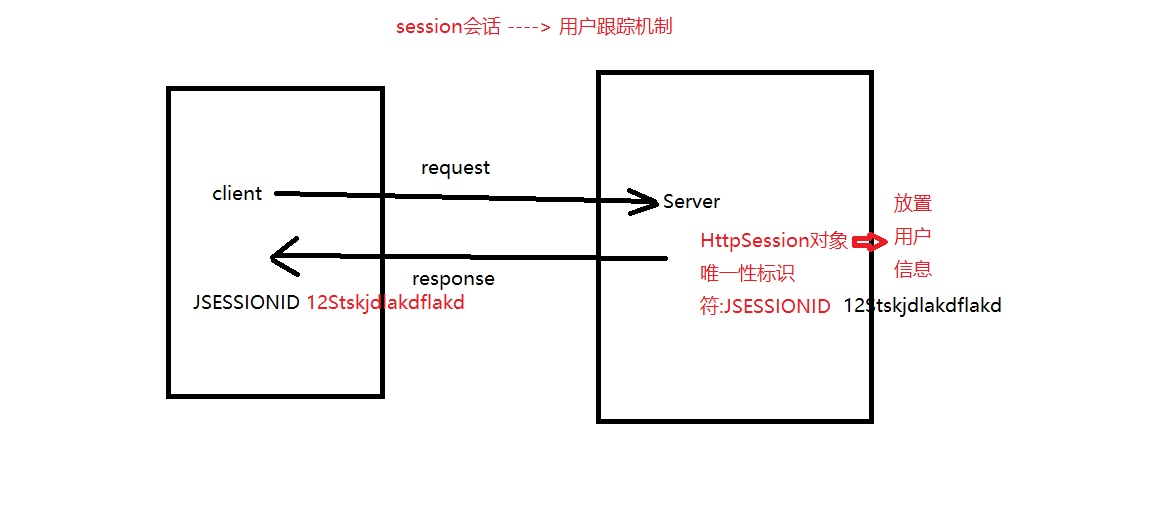 session会话 ----> 用户跟踪机制
request
client
Server
放置
HttpSession对象
用户
唯一性标识
信息
response
JSESSIONID 12Stskjdlakdflakd
符:JSESSIONID 12Stskjdlakdflakd